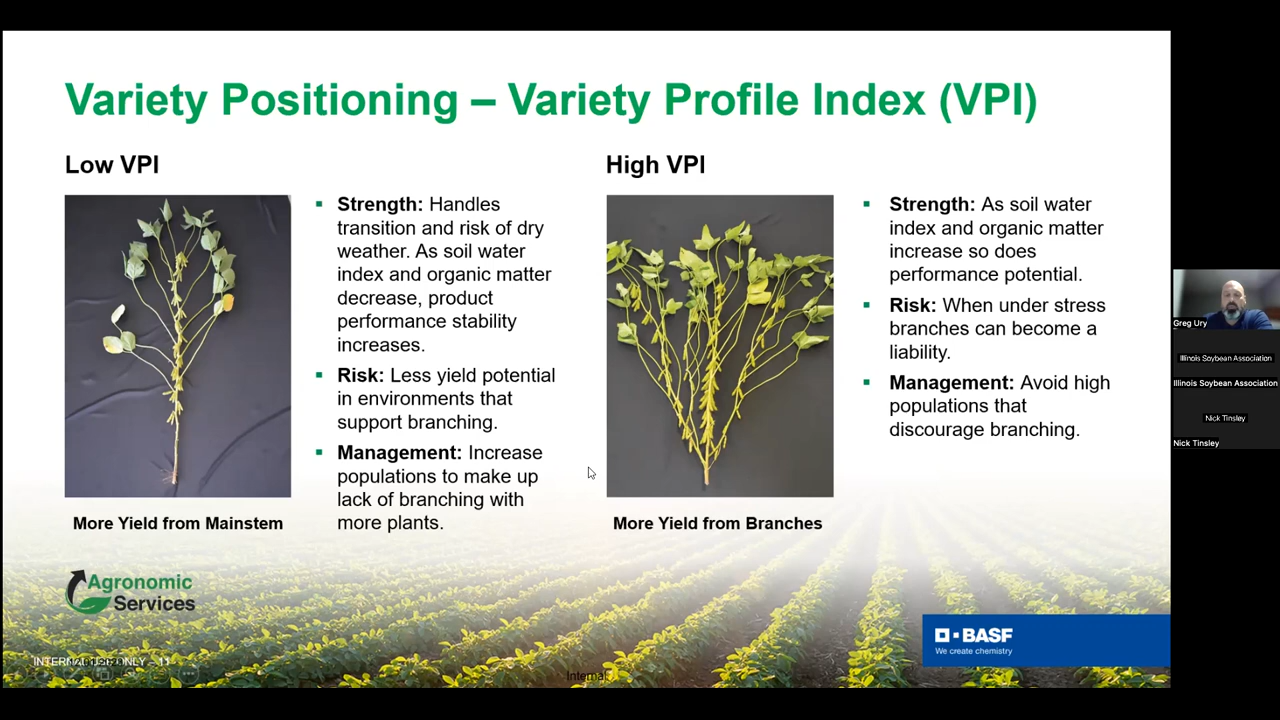 Variety Positioning – Variety Profile Index (VPI)
Low VPI
▪ Strength: Handles
transition and risk of dry
weather. As soil water
index and organic matter
decrease, product
performance stability
increases.
▪ Risk: Less yield potential
in environments that
support branching.
▪ Management: Increase
populations to make up
lack of branching with
more plants.
More Yield from Mainstem
High VPI
▪ Strength: As soil water
index and organic matter
increase so does
performance potential.
▪ Risk: When under stress
branches can become a
liability.
▪ Management: Avoid high
populations that
discourage branching.
More Yield from Branches
Agronomic
Services
BASF
We create chemistry
INTERNAL USE ONLY – 11
Internal
Greg Ury
Illinois Soybean Association
Illinois Soybean Association
Nick Tinsley
Nick Tinsley